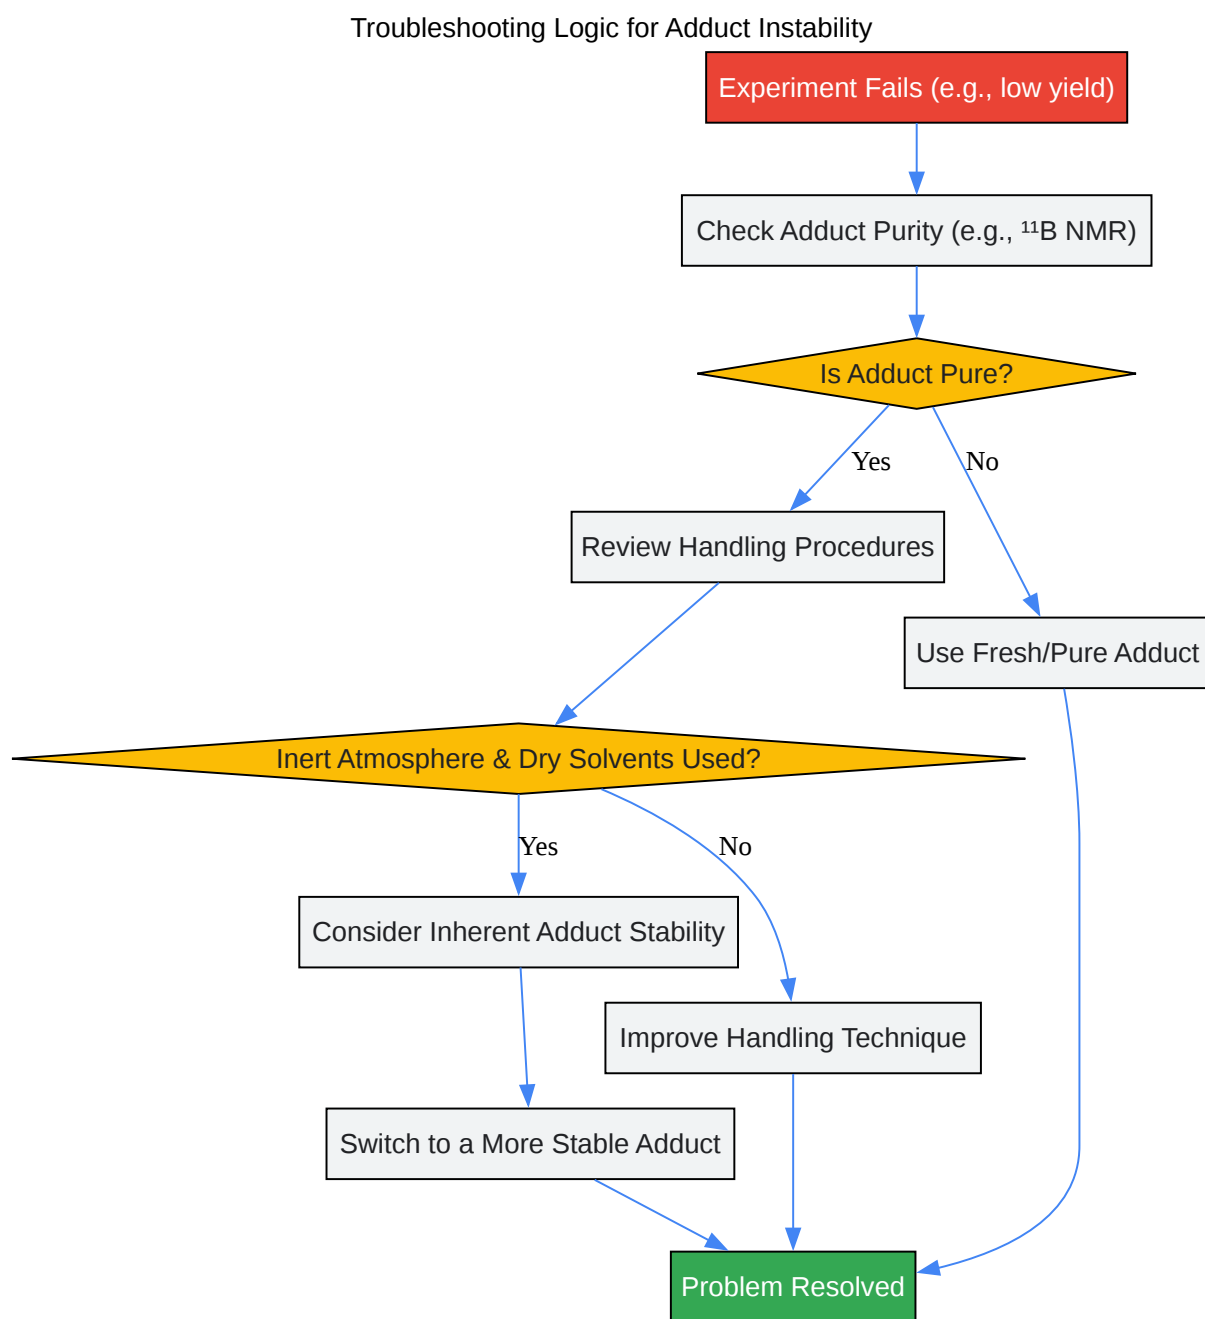 Troubleshooting Logic for Adduct Instability
Experiment Fails (e.g., low yield)
Check Adduct Purity (e.g., ¹¹B NMR)
Is Adduct Pure?
Yes
No
Review Handling Procedures
Use Fresh/Pure Adduct
Inert Atmosphere & Dry Solvents Used?
Yes
No
Consider Inherent Adduct Stability
Improve Handling Technique
Switch to a More Stable Adduct
Problem Resolved